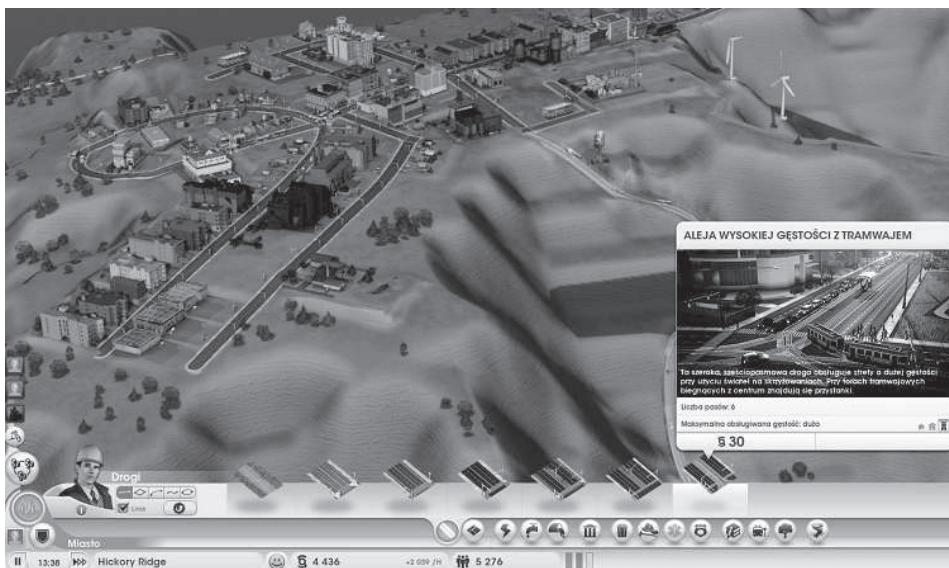 ALEJA WYSOKIEJ GĘSTOŚCI Z TRAMWAJEM
Ta szeroka, sześciopasmowa droga obsługuje strefy o dużej gęstości
przy użyciu świateł na skrzyżowaniach. Przy torach tramwajowych
biegnących z centrum znajdują się przystanki.
Liczba pasów: 6
Maksymalna obsługiwana gęstość: duża
§ 30
Drogi
Linia
Miasto
13:38 Hickory Ridge § 4 436 +2 059 /H 5 276